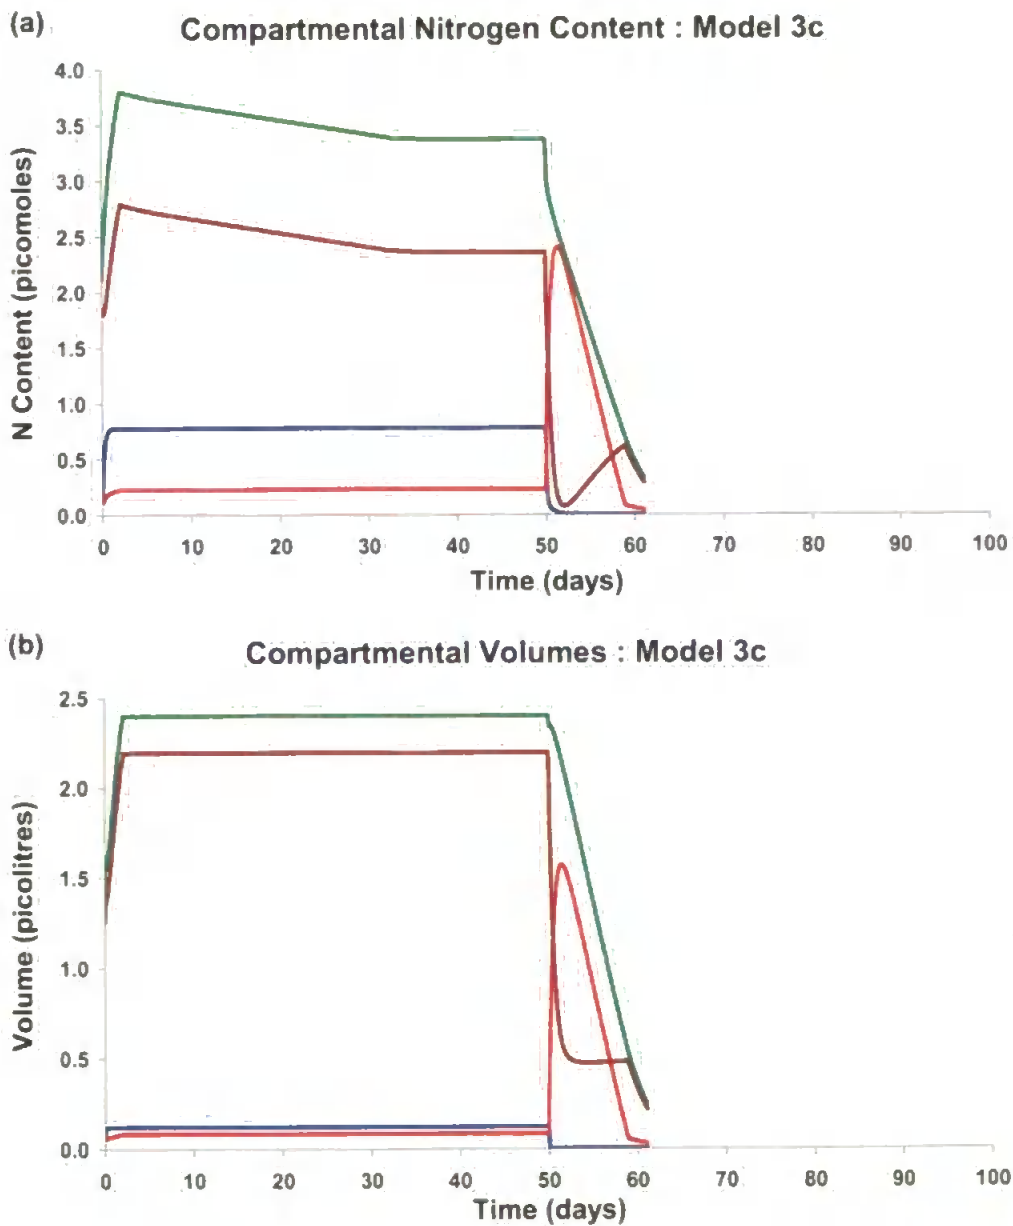 (a) Compartmental Nitrogen Content : Model 3c
4.0
3.5
3.0
2.5
2.0
1.5
1.0
0.5
0.0
N Content (picomoles)
0 10 20 30 40 50 60 70 80 90 100
Time (days)
(b) Compartmental Volumes : Model 3c
2.5
2.0
1.5
1.0
0.5
0.0
Volume (picolitres)
0 10 20 30 40 50 60 70 80 90 100
Time (days)